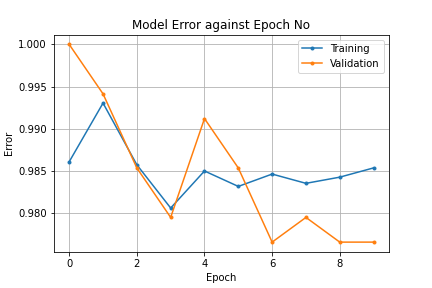 Model Error against Epoch No
Training
Validation
1.000
0.995
0.990
0.985
0.980
Error
0
2
4
6
8
Epoch